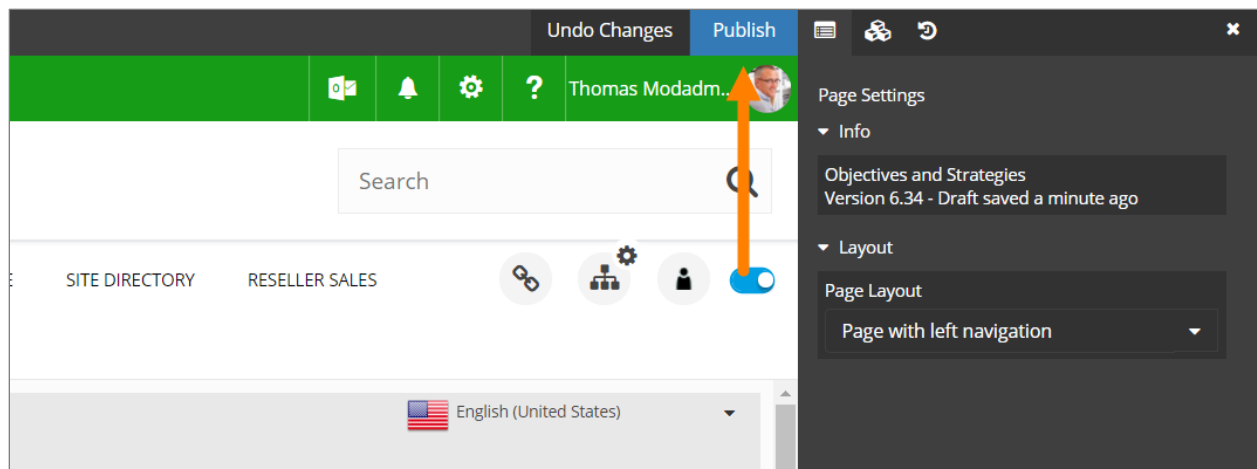 Undo Changes
Publish
Thomas Modadm..
Page Settings
Info
Search
Objectives and Strategies
Version 6.34 - Draft saved a minute ago
Layout
SITE DIRECTORY
RESELLER SALES
Page Layout
Page with left navigation
English (United States)